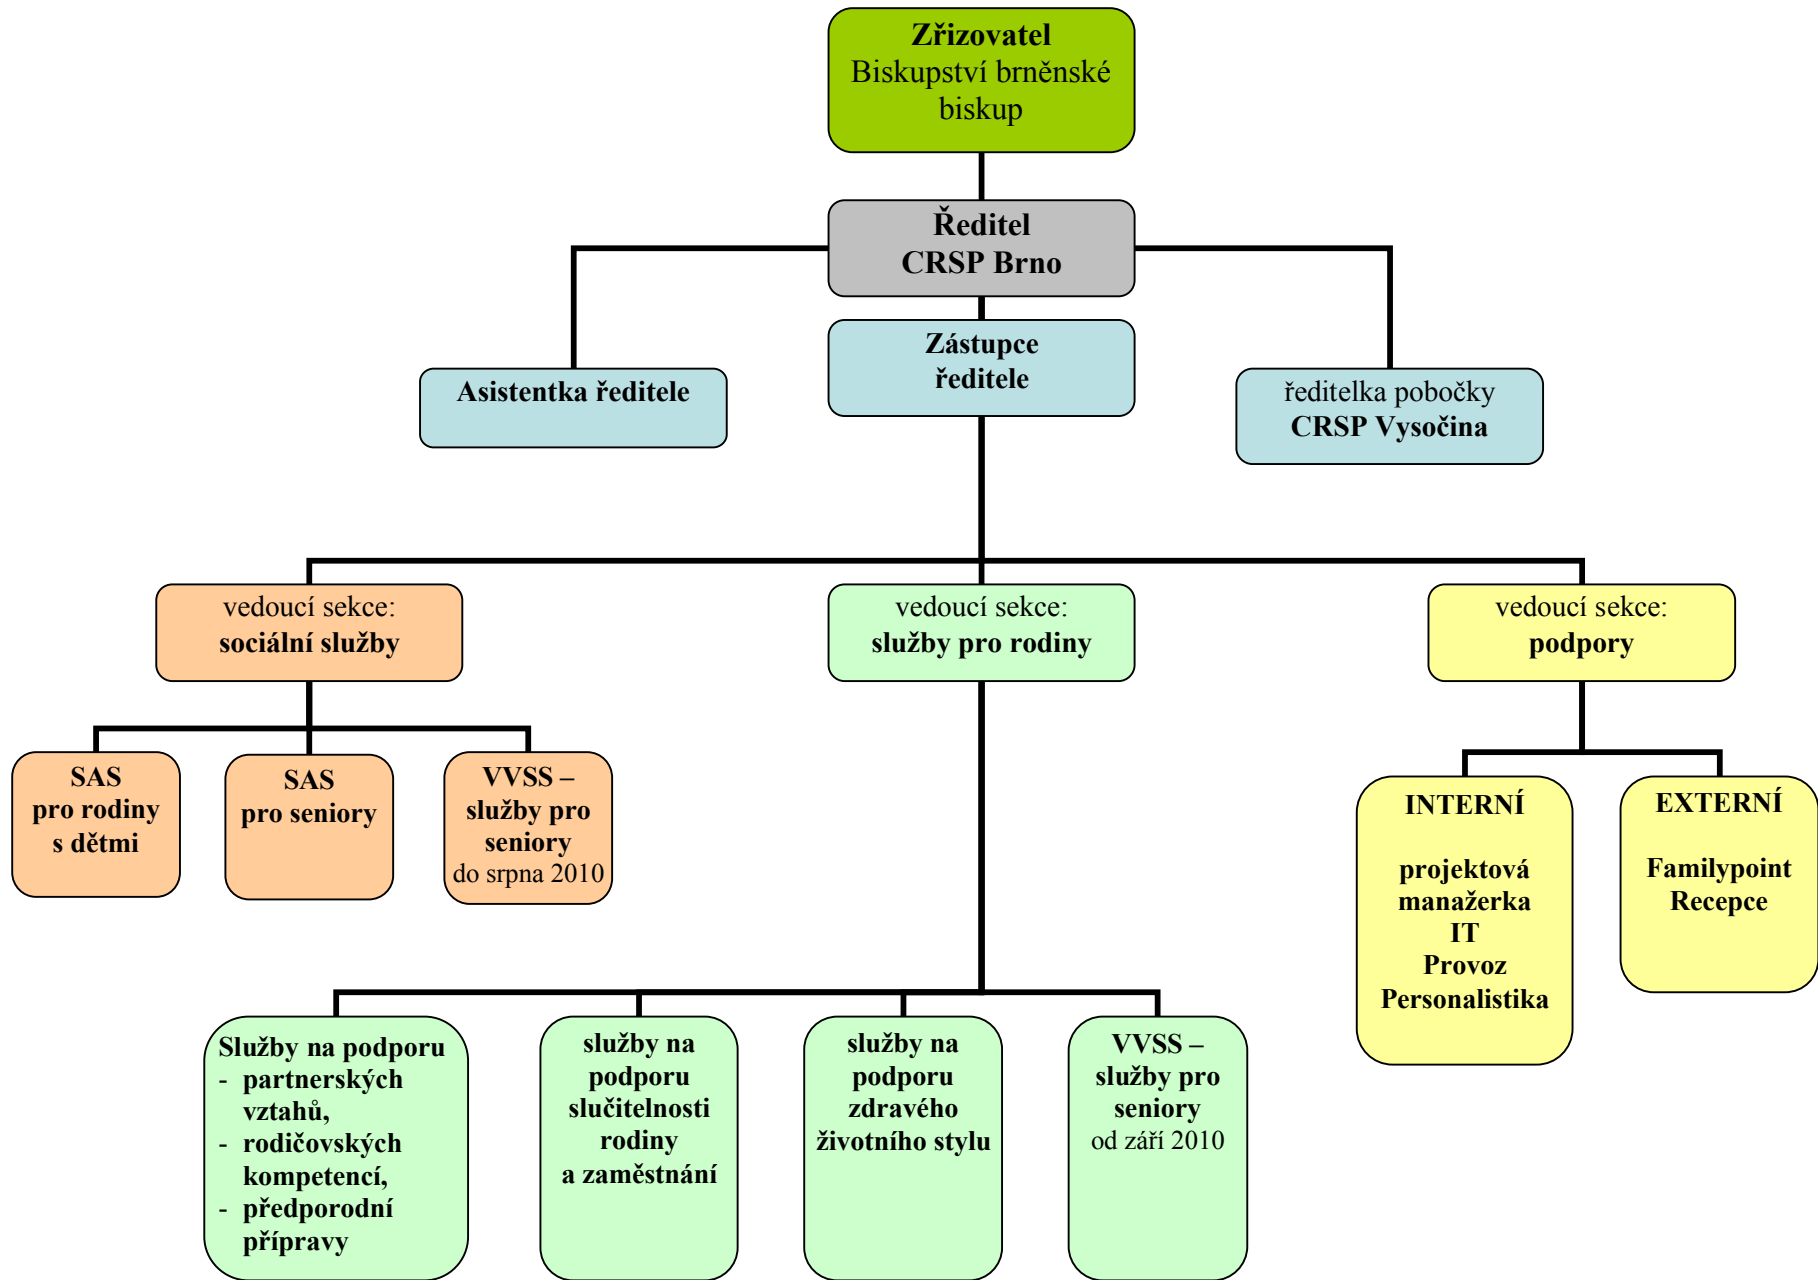 Zřizovatel
Biskupství brněnské
biskup
Ředitel
CRSP Brno
Zástupce
ředitele
Asistentka ředitele
ředitelka pobočky
CRSP Vysočina
vedoucí sekce:
sociální služby
vedoucí sekce:
služby pro rodiny
vedoucí sekce:
podpory
SAS
pro rodiny
s dětmi
SAS
pro seniory
VVSS –
služby pro
seniory
do srpna 2010
INTERNÍ
projektová
manažerka
IT
Provoz
Personalistika
EXTERNÍ
Familypoint
Recepce
Služby na podporu
- partnerských
vztahů,
- rodičovských
kompetencí,
- předporodní
přípravy
služby na
podporu
slučitelnosti
rodiny
a zaměstnání
služby na
podporu
zdravého
životního stylu
VVSS –
služby pro
seniory
od září 2010